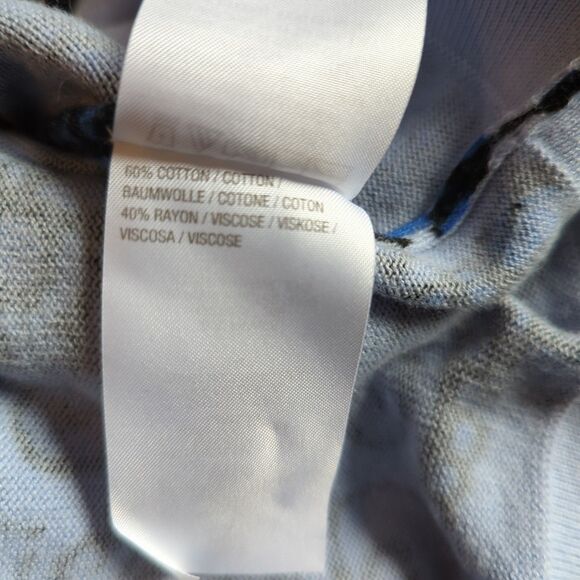 60% COTTON / COTTON /
BAUMWOLLE / COTONE / COTON
40% RAYON / VISCOSE / VISKOSE /
VISCOSA / VISCOSE